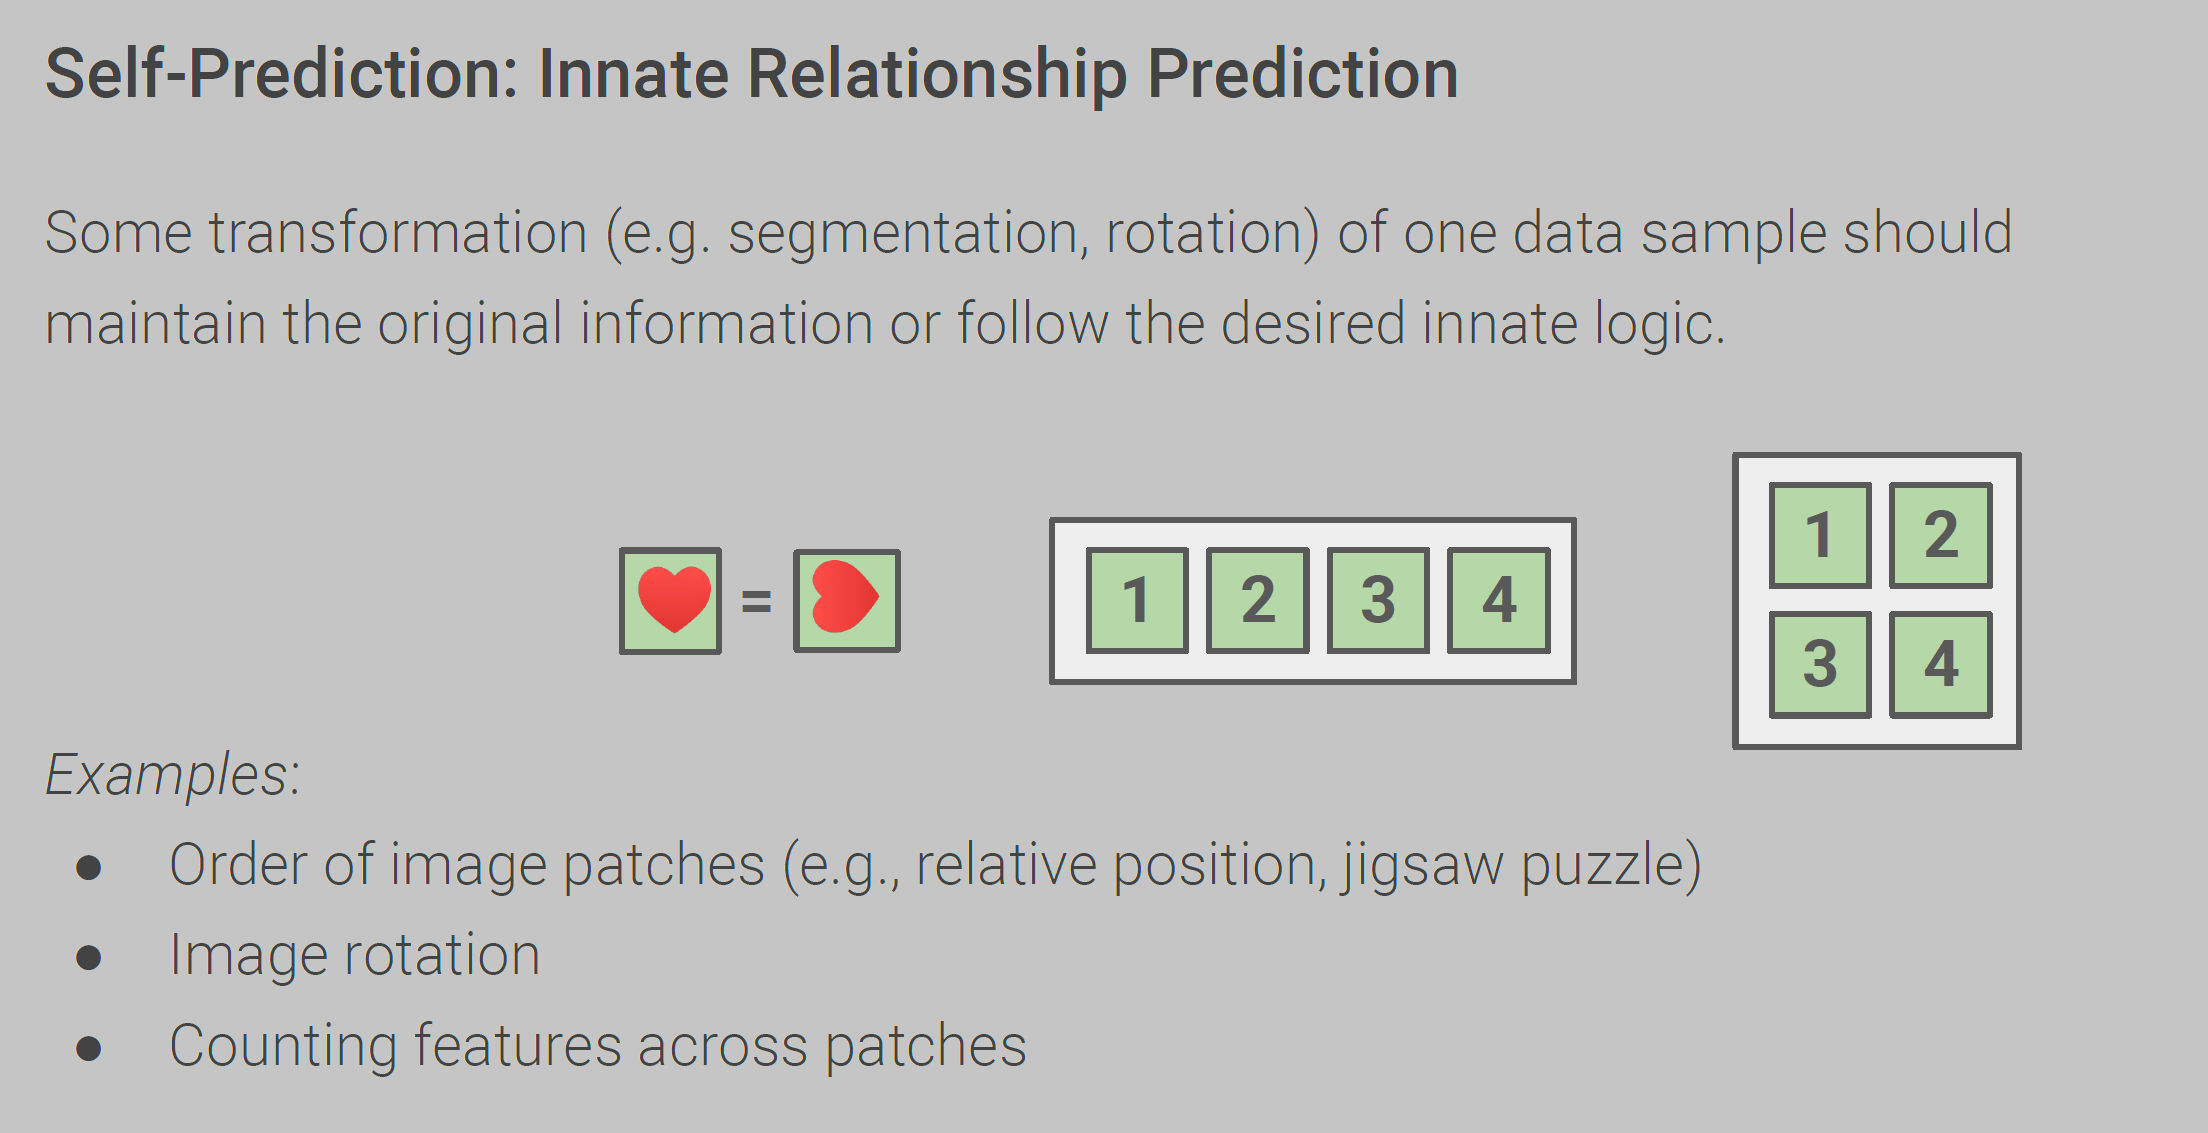 Self-Prediction: Innate Relationship Prediction
Some transformation (e.g. segmentation, rotation) of one data sample should
maintain the original information or follow the desired innate logic.
=
1 2 3 4
1 2
3 4
Examples:
● Order of image patches (e.g., relative position, jigsaw puzzle)
● Image rotation
● Counting features across patches